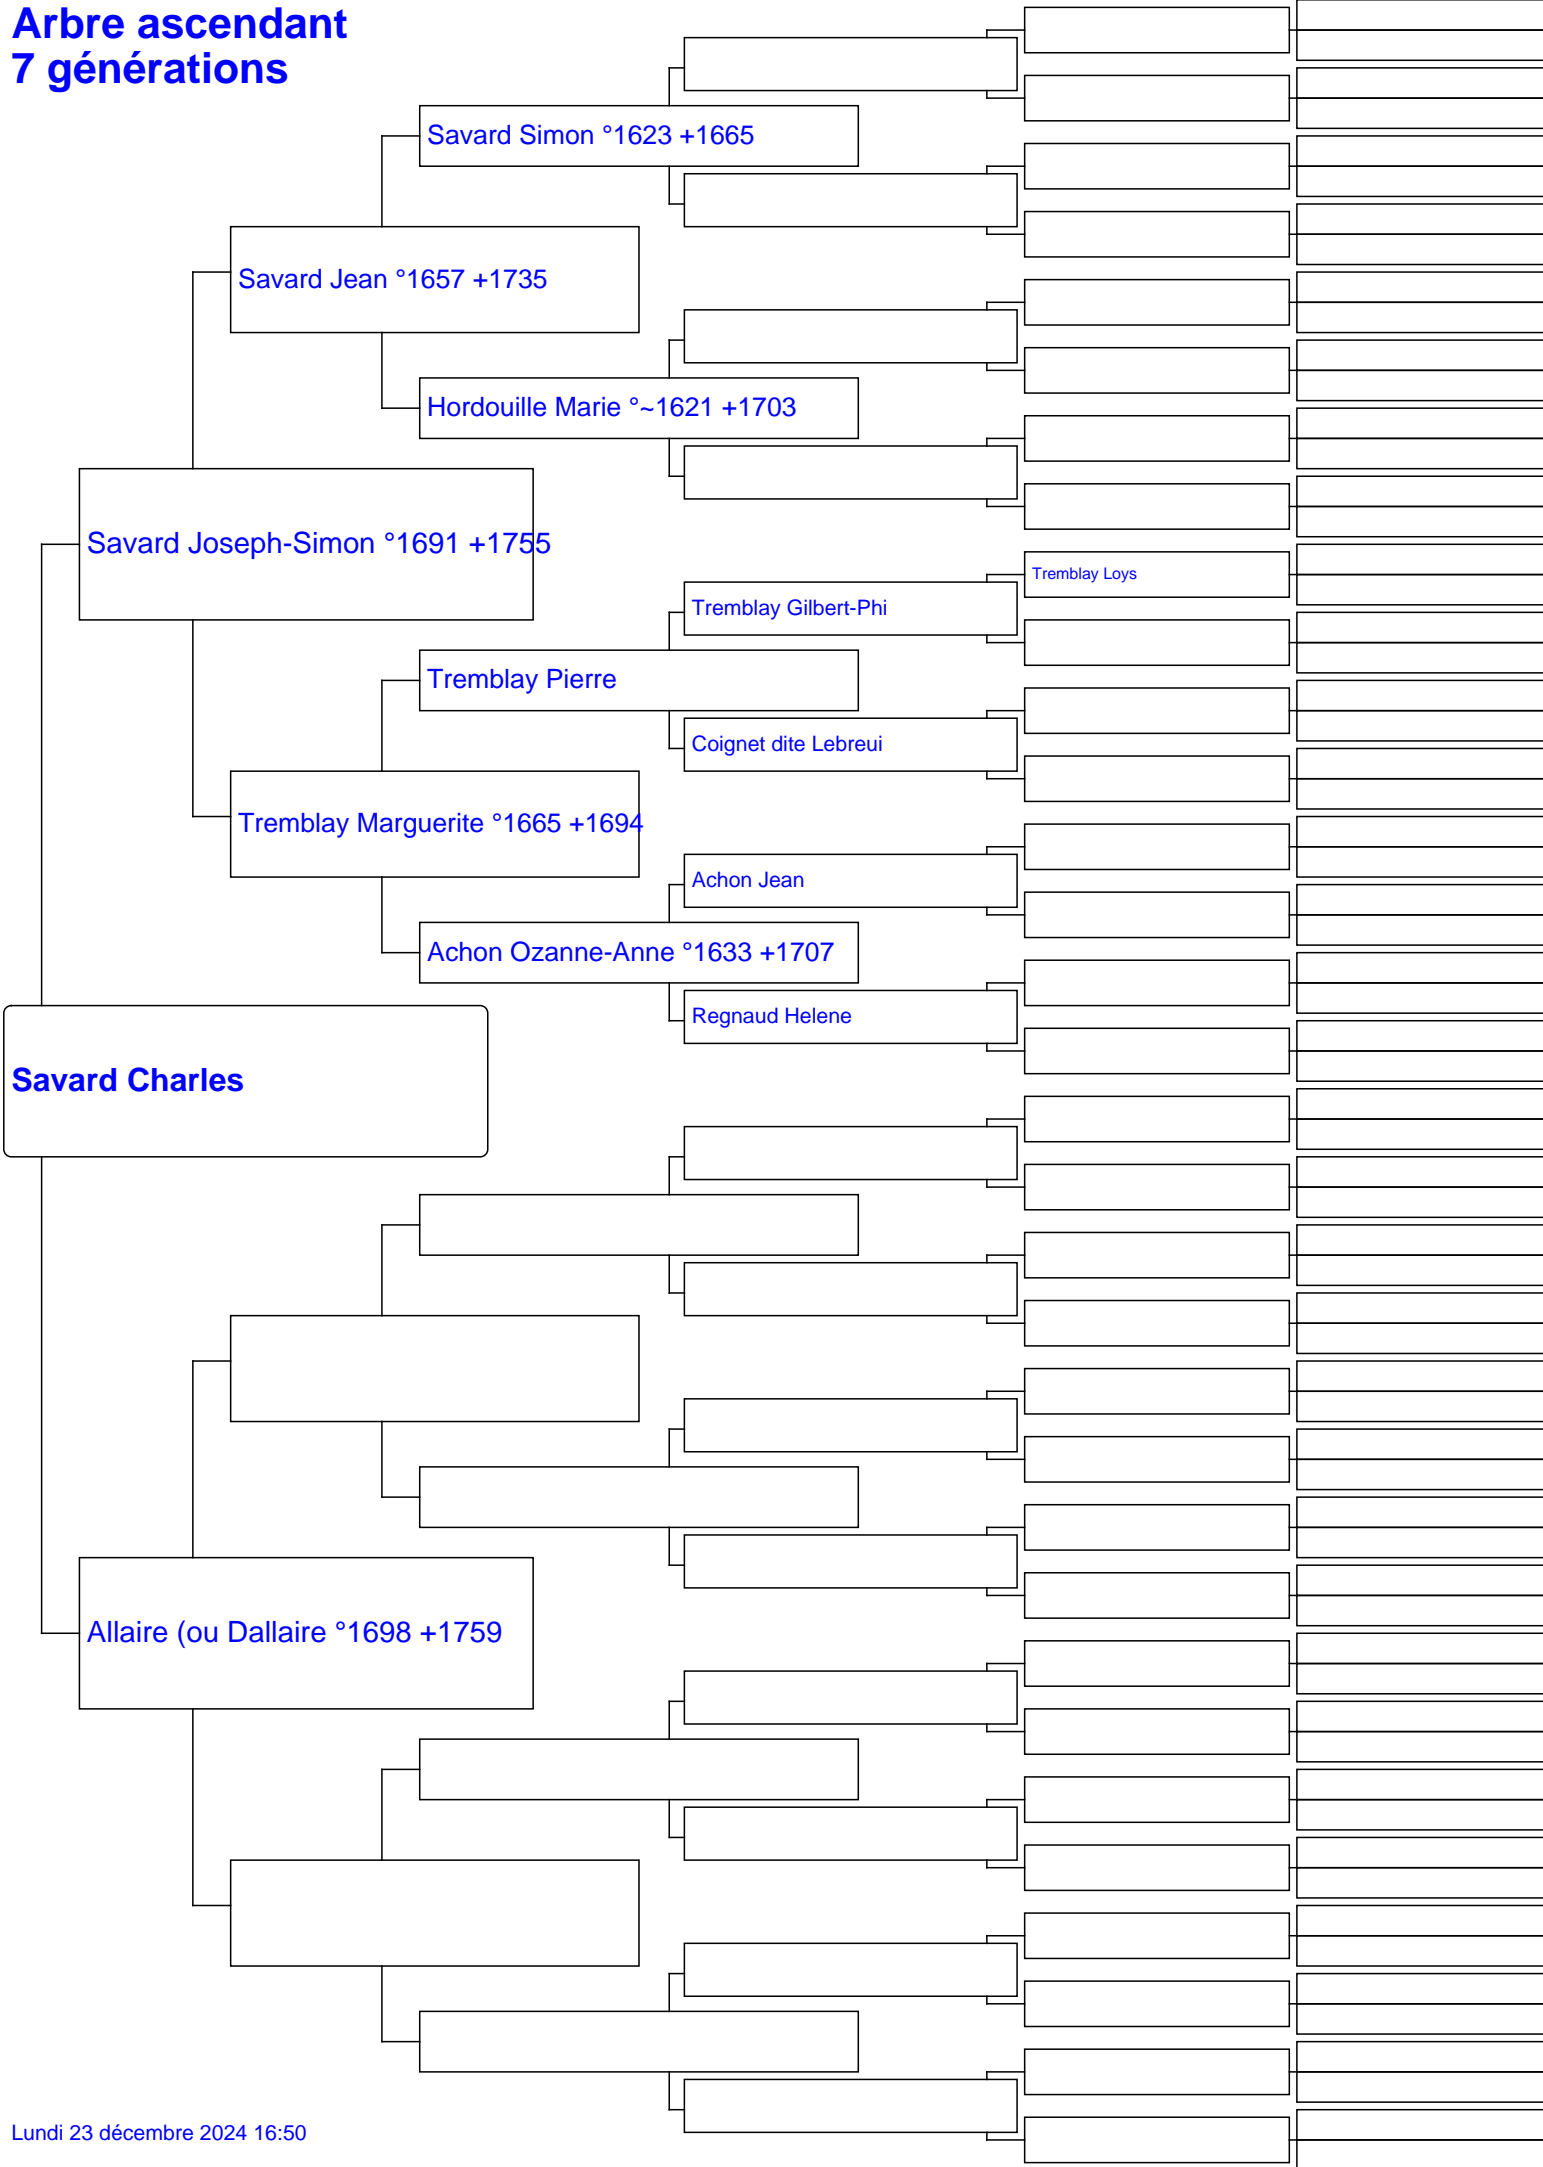 Arbre ascendant
7 générations
Savard Simon °1623 +1665
Savard Jean °1657 +1735
Hordouille Marie °~1621 +1703
Savard Joseph-Simon °1691 +1755
Tremblay Loys
Tremblay Gilbert-Phi
Tremblay Pierre
Coignet dite Lebreui
Tremblay Marguerite °1665 +1694
Achon Jean
Achon Ozanne-Anne °1633 +1707
Regnaud Helene
Savard Charles
Allaire (ou Dallaire °1698 +1759
Lundi 23 décembre 2024 16:50